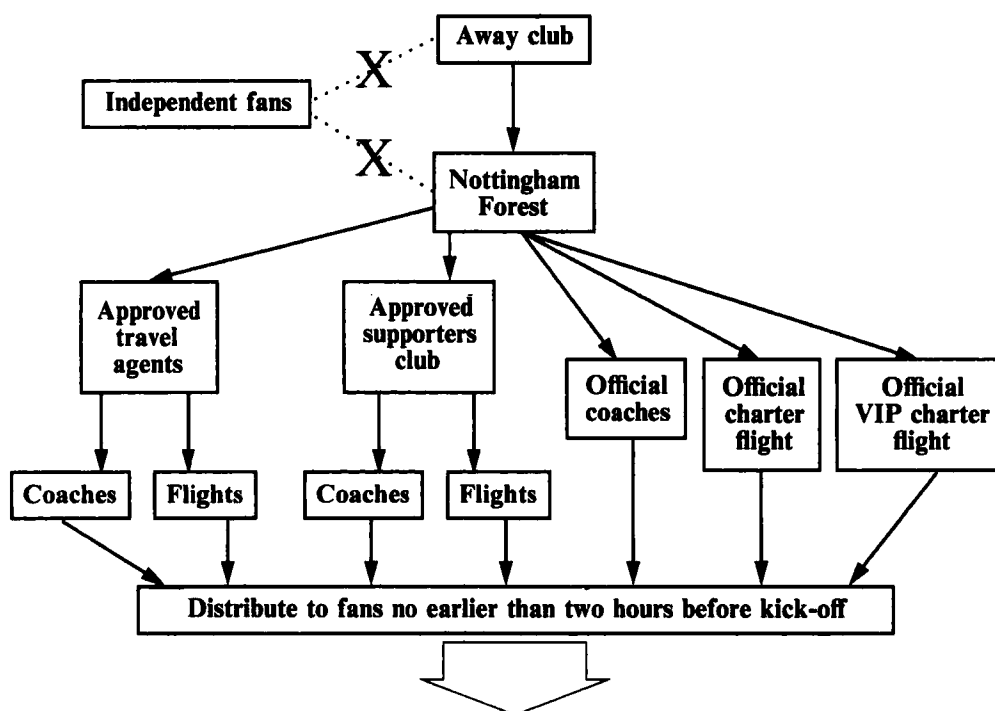 Away club
X
Independent fans
X
Nottingham
Forest
Approved
travel
agents
Approved
supporters
club
Official
coaches
Official
charter
flight
Official
VIP charter
flight
Coaches
Flights
Coaches
Flights
Distribute to fans no earlier than two hours before kick-off